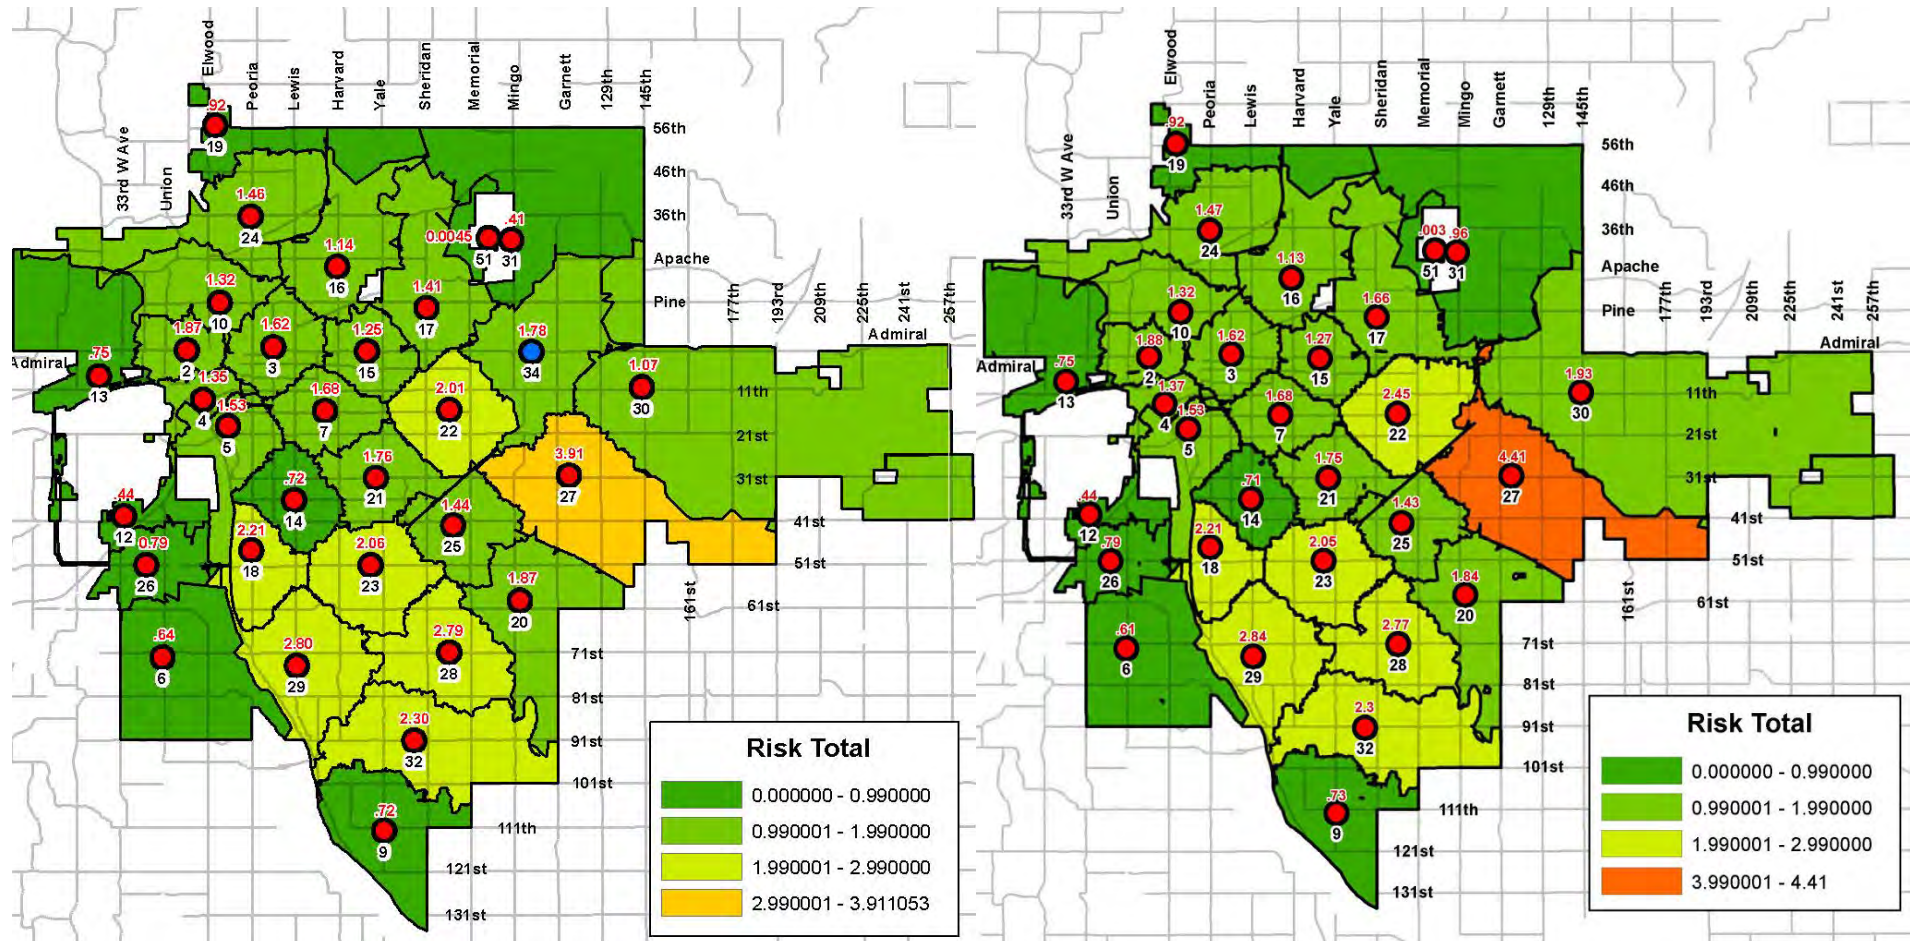 Elwood
Peoria
Lewis
Harvard
Yale
Sheridan
Memorial
Mingo
Garnett
129th
145th
33rd W Ave
Union
.92
19
56th
46th
36th
Apache
Pine
1.46
24
1.14
16
0.0045
51
.41
31
1.32
10
1.41
17
1.87
2
1.62
3
1.25
15
1.78
34
177th
193rd
209th
225th
241st
257th
Admiral
Admiral
.75
13
1.35
4
1.53
5
1.68
7
2.01
22
1.07
30
11th
21st
31st
41st
51st
61st
161st
3.91
27
.72
14
1.76
21
1.44
25
.44
12
0.79
26
2.21
18
2.06
23
1.87
20
.64
6
2.80
29
2.79
28
2.30
32
.72
9
71st
81st
91st
101st
111th
121st
131st
Risk Total
0.000000 - 0.990000
0.990001 - 1.990000
1.990001 - 2.990000
2.990001 - 3.911053
Elwood
Peoria
Lewis
Harvard
Yale
Sheridan
Memorial
Mingo
Garnett
129th
145th
33rd W Ave
Union
.92
19
56th
46th
36th
Apache
Pine
1.47
24
1.13
16
.003
51
.96
31
1.32
10
1.66
17
1.88
2
1.62
3
1.27
15
177th
193rd
209th
225th
241st
257th
Admiral
Admiral
.75
13
1.37
4
1.53
5
1.68
7
2.45
22
1.93
30
11th
21st
31st
41st
51st
61st
161st
4.41
27
.71
14
1.75
21
1.43
25
.44
12
.79
26
2.21
18
2.05
23
1.84
20
.61
6
2.84
29
2.77
28
2.3
32
.73
9
71st
81st
91st
101st
111th
121st
131st
Risk Total
0.000000 - 0.990000
0.990001 - 1.990000
1.990001 - 2.990000
3.990001 - 4.41